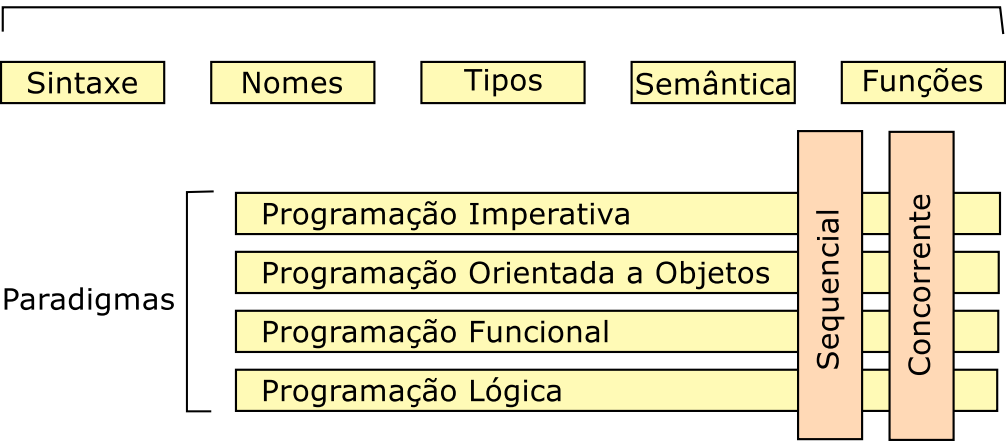 Sintaxe
Nomes
Tipos
Semântica
Funções
Paradigmas
Programação Imperativa
Programação Orientada a Objetos
Programação Funcional
Programação Lógica
Sequencial
Concorrente